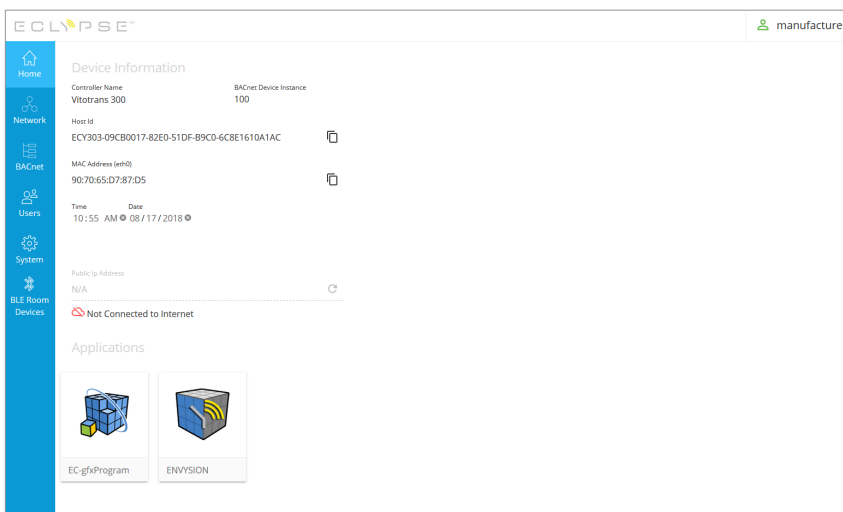 ECLYPSE™
manufacture
Home
Network
BACnet
Users
System
BLE Room
Devices
Device Information
Controller Name
BACnet Device Instance
Vitotrans 300
100
Host Id
ECY303-09CB0017-82E0-51DF-B9C0-6C8E1610A1AC
MAC Address (eth0)
90:70:65:D7:87:D5
Time Date
10:55 AM 08/17/2018
Public Ip Address
N/A
Not Connected to Internet
Applications
EC-gfxProgram
ENVYSION